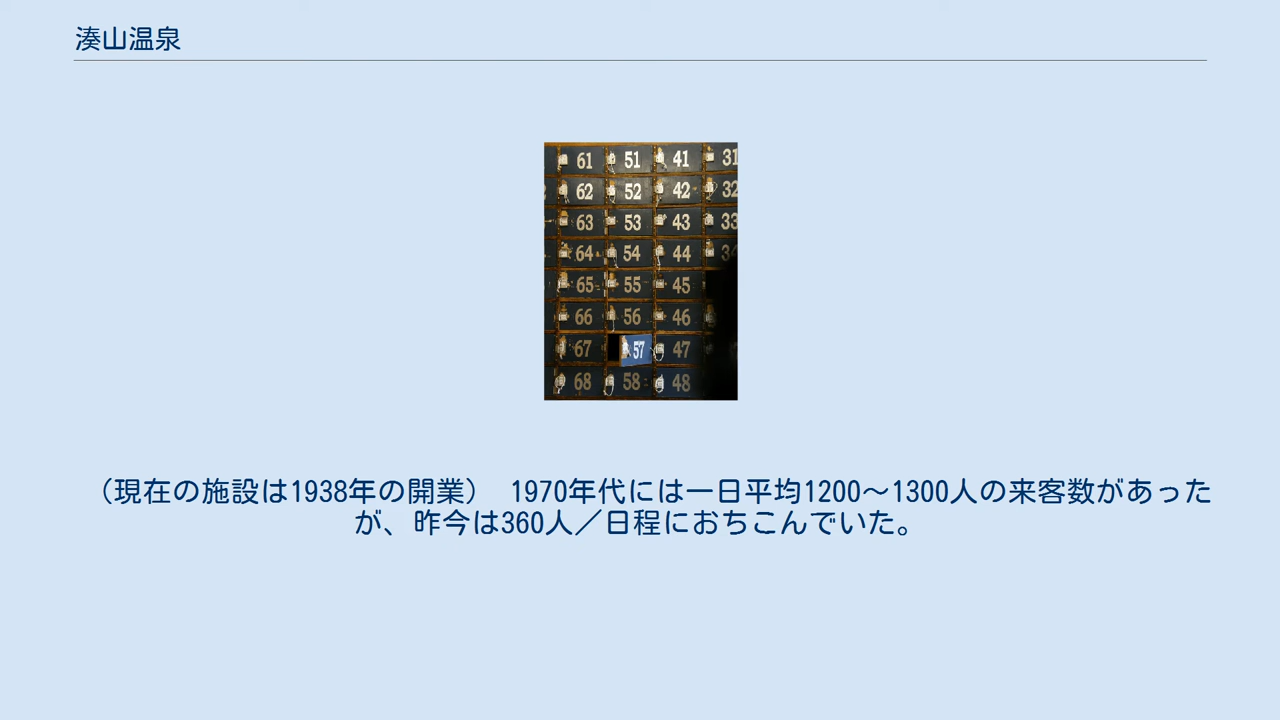 湊山温泉
61 51 41 31
62 52 42 32
63 53 43 33
64 54 44 34
65 55 45
66 56 46
67 57 47
68 58 48
（現在の施設は1938年の開業）　1970年代には一日平均1200～1300人の来客数があった
が、昨今は360人／日程におちこんでいた。